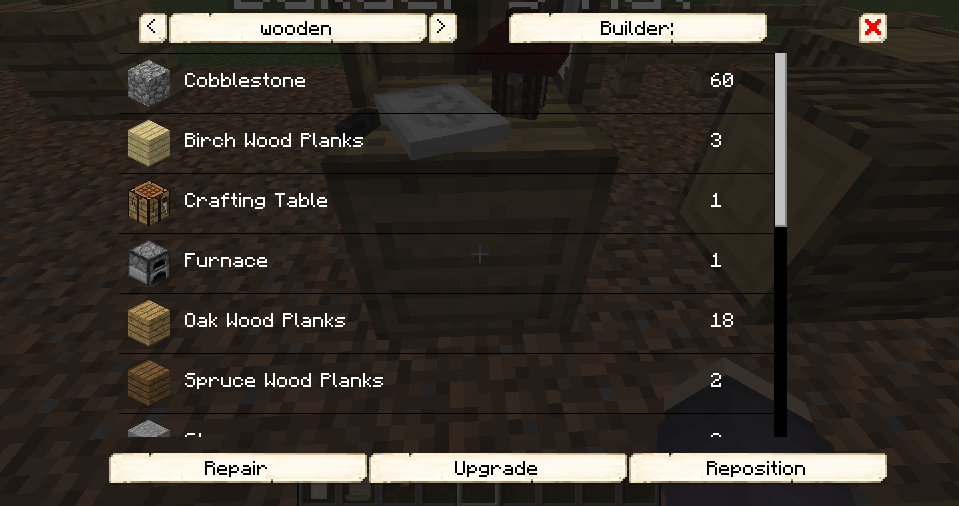 <
wooden
>
Builder:
X
Cobblestone 60
Birch Wood Planks 3
Crafting Table 1
Furnace 1
Oak Wood Planks 18
Spruce Wood Planks 2
Repair
Upgrade
Reposition